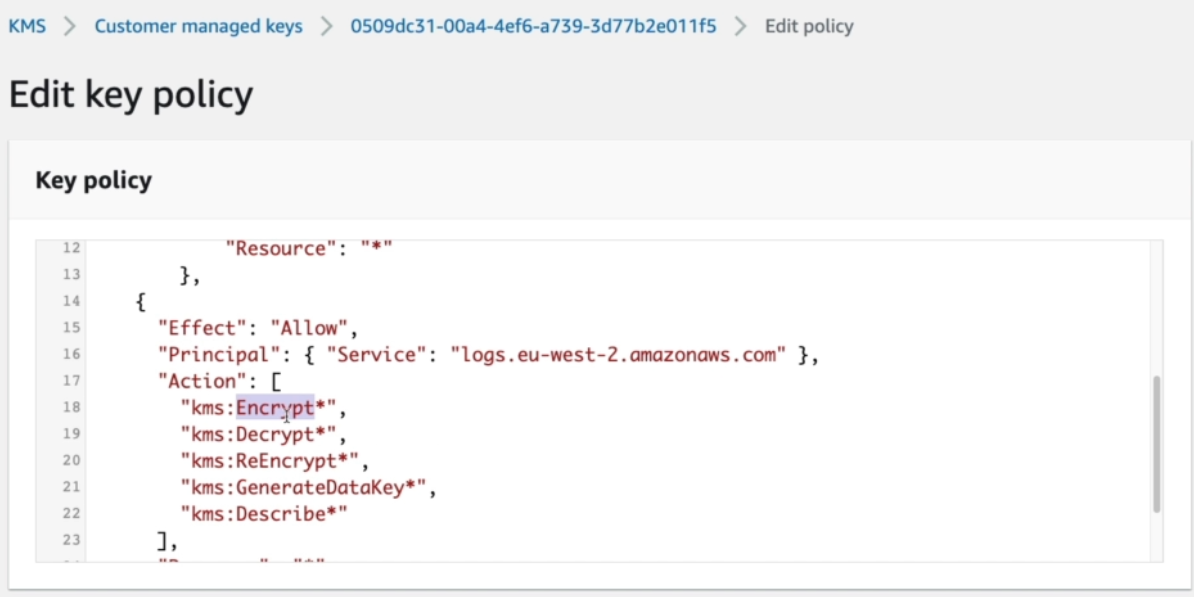 KMS > Customer managed keys > 0509dc31-00a4-4ef6-a739-3d77b2e011f5 > Edit policy
Edit key policy
Key policy
12 "Resource": "*"
13 },
14 {
15 "Effect": "Allow",
16 "Principal": { "Service": "logs.eu-west-2.amazonaws.com" },
17 "Action": [
18 "kms:Encrypt*",
19 "kms:Decrypt*",
20 "kms:ReEncrypt*",
21 "kms:GenerateDataKey*",
22 "kms:Describe*"
23 ],